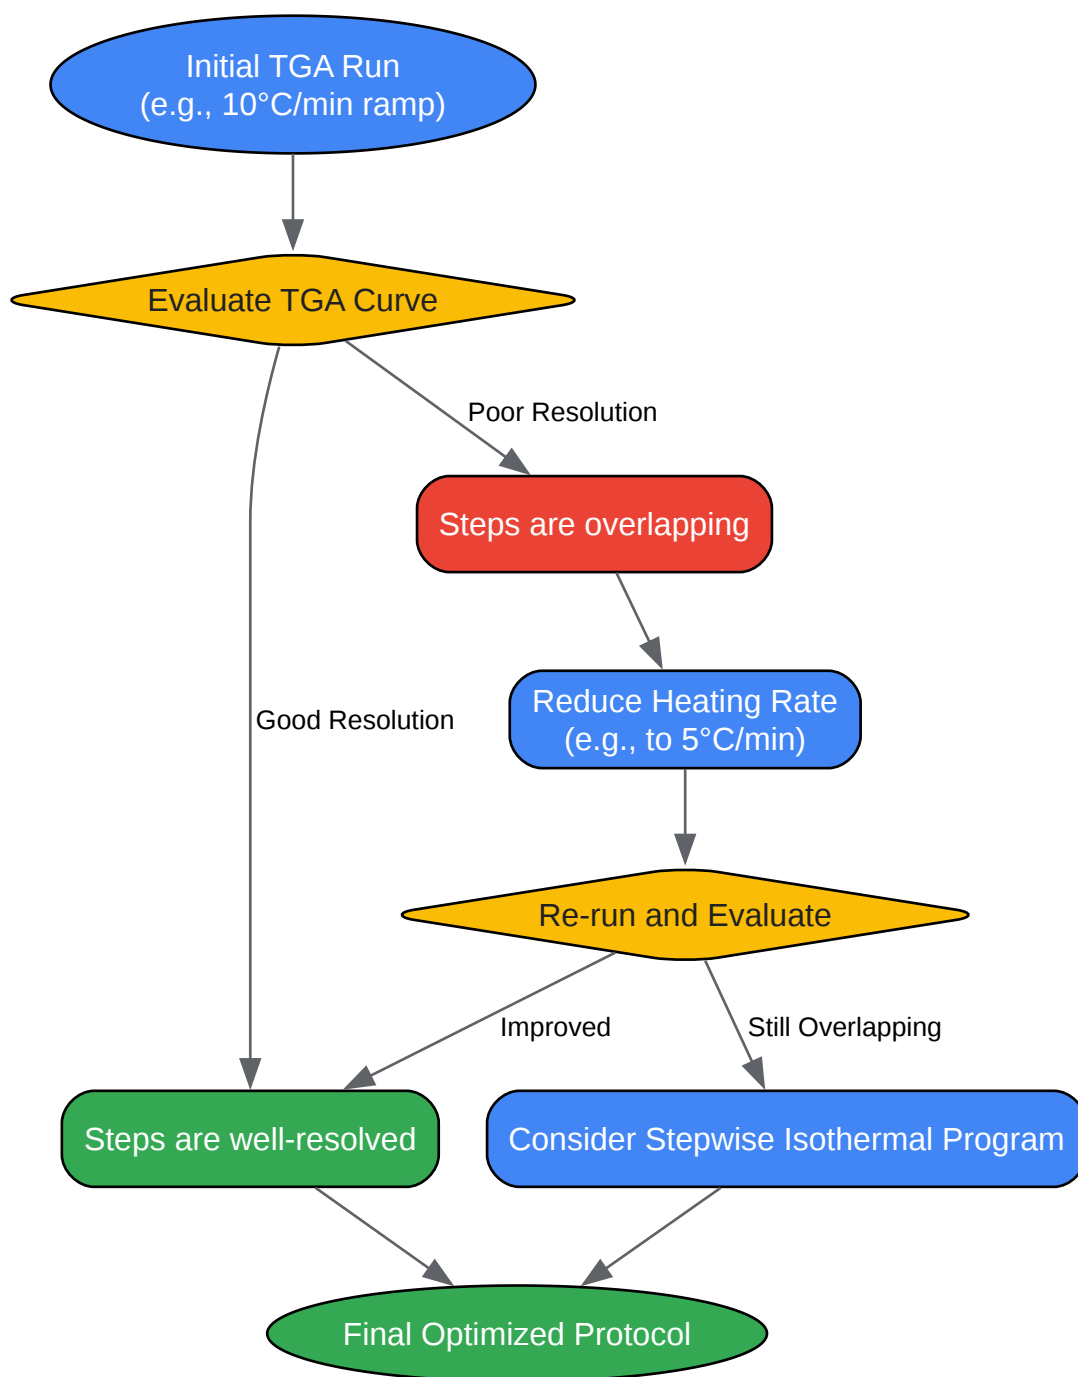 Initial TGA Run
(e.g., 10°C/min ramp)
Evaluate TGA Curve
Poor Resolution
Steps are overlapping
Reduce Heating Rate
(e.g., to 5°C/min)
Good Resolution
Re-run and Evaluate
Improved
Still Overlapping
Steps are well-resolved
Consider Stepwise Isothermal Program
Final Optimized Protocol